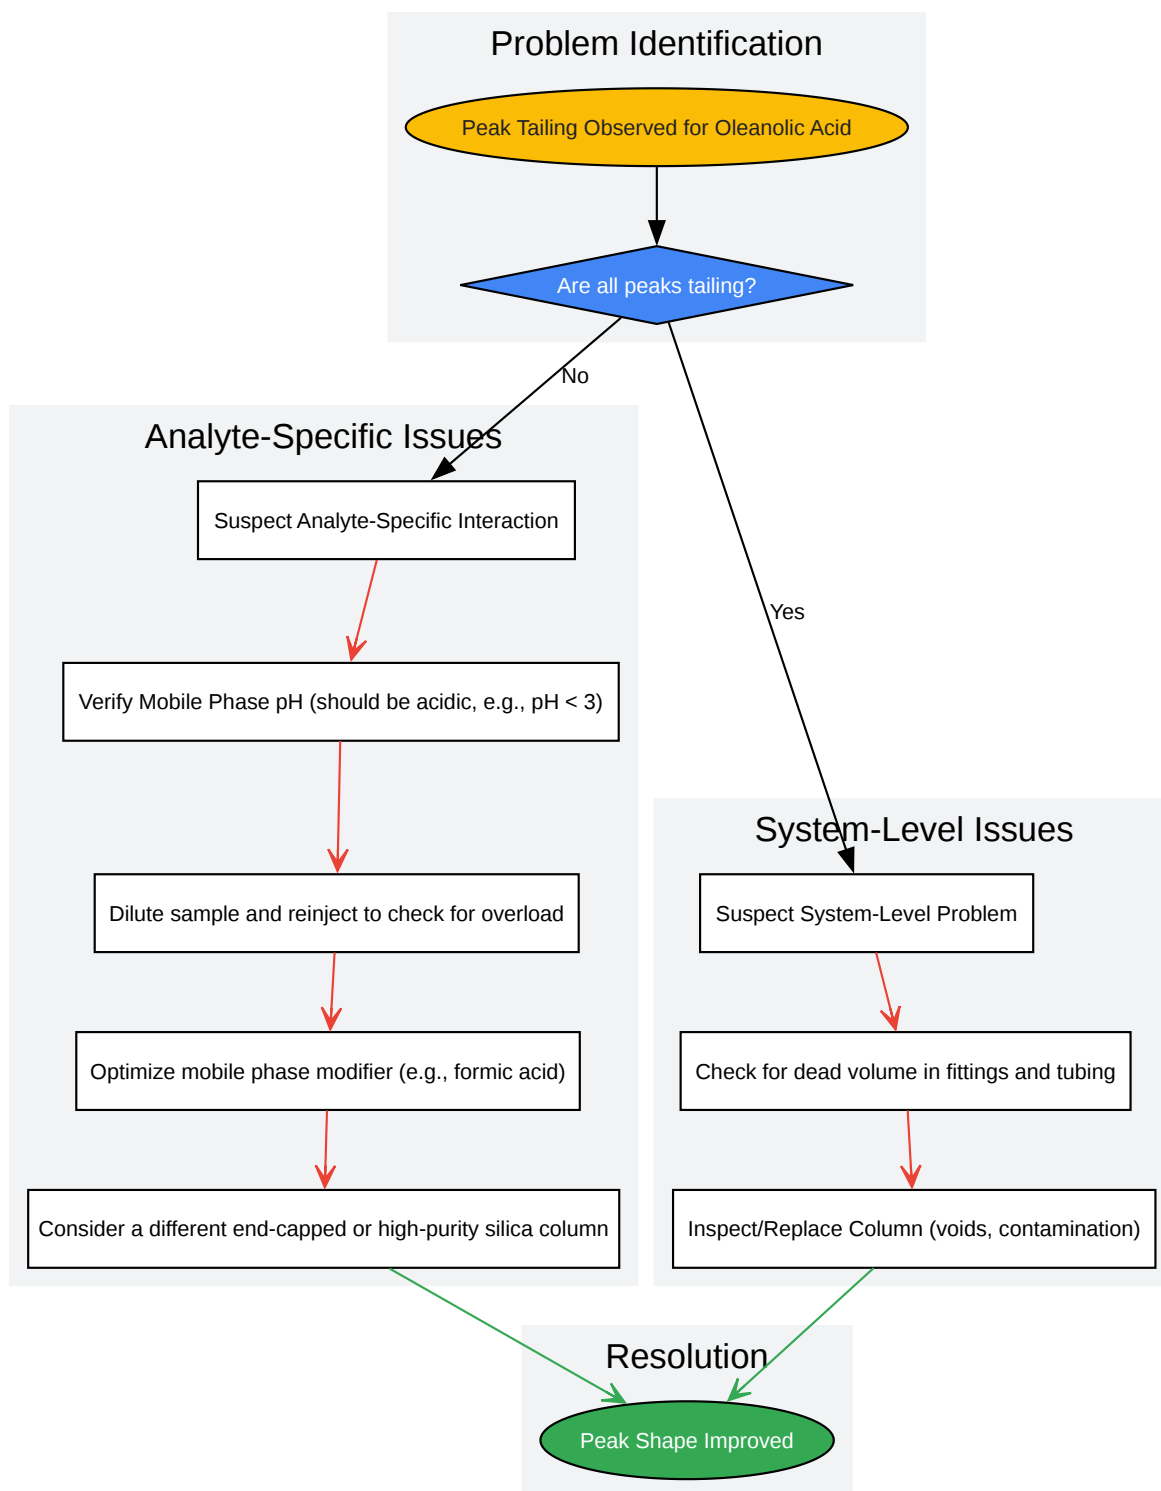 Problem Identification
Peak Tailing Observed for Oleanolic Acid
Are all peaks tailing?
No
Analyte-Specific Issues
Suspect Analyte-Specific Interaction
Verify Mobile Phase pH (should be acidic, e.g., pH < 3)
Dilute sample and reinject to check for overload
Optimize mobile phase modifier (e.g., formic acid)
Consider a different end-capped or high-purity silica column
Yes
System-Level Issues
Suspect System-Level Problem
Check for dead volume in fittings and tubing
Inspect/Replace Column (voids, contamination)
Resolution
Peak Shape Improved